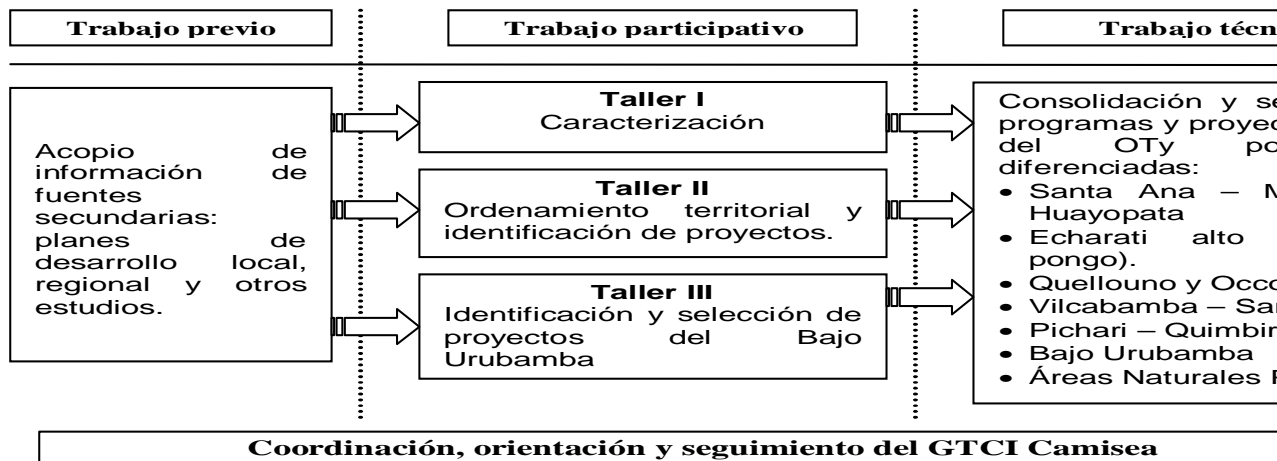 Trabajo previo
Trabajo participativo
Trabajo
Acopio de
información de
fuentes
secundarias:
planes de
desarrollo local,
regional y otros
estudios.
Taller I
Caracterización
Taller II
Ordenamiento territorial y
identificación de proyectos.
Taller III
Identificación y selección de
proyectos del Bajo
Urubamba
Consolidación y
programas y
del OTy
diferenciadas:
• Santa Ana –
Huayopata
• Echarati alto
pongo).
• Quellouno y
• Vilcabamba –
• Pichari –
• Bajo Urubamba
• Áreas Naturales
Coordinación, orientación y seguimiento del GTCI Camisea